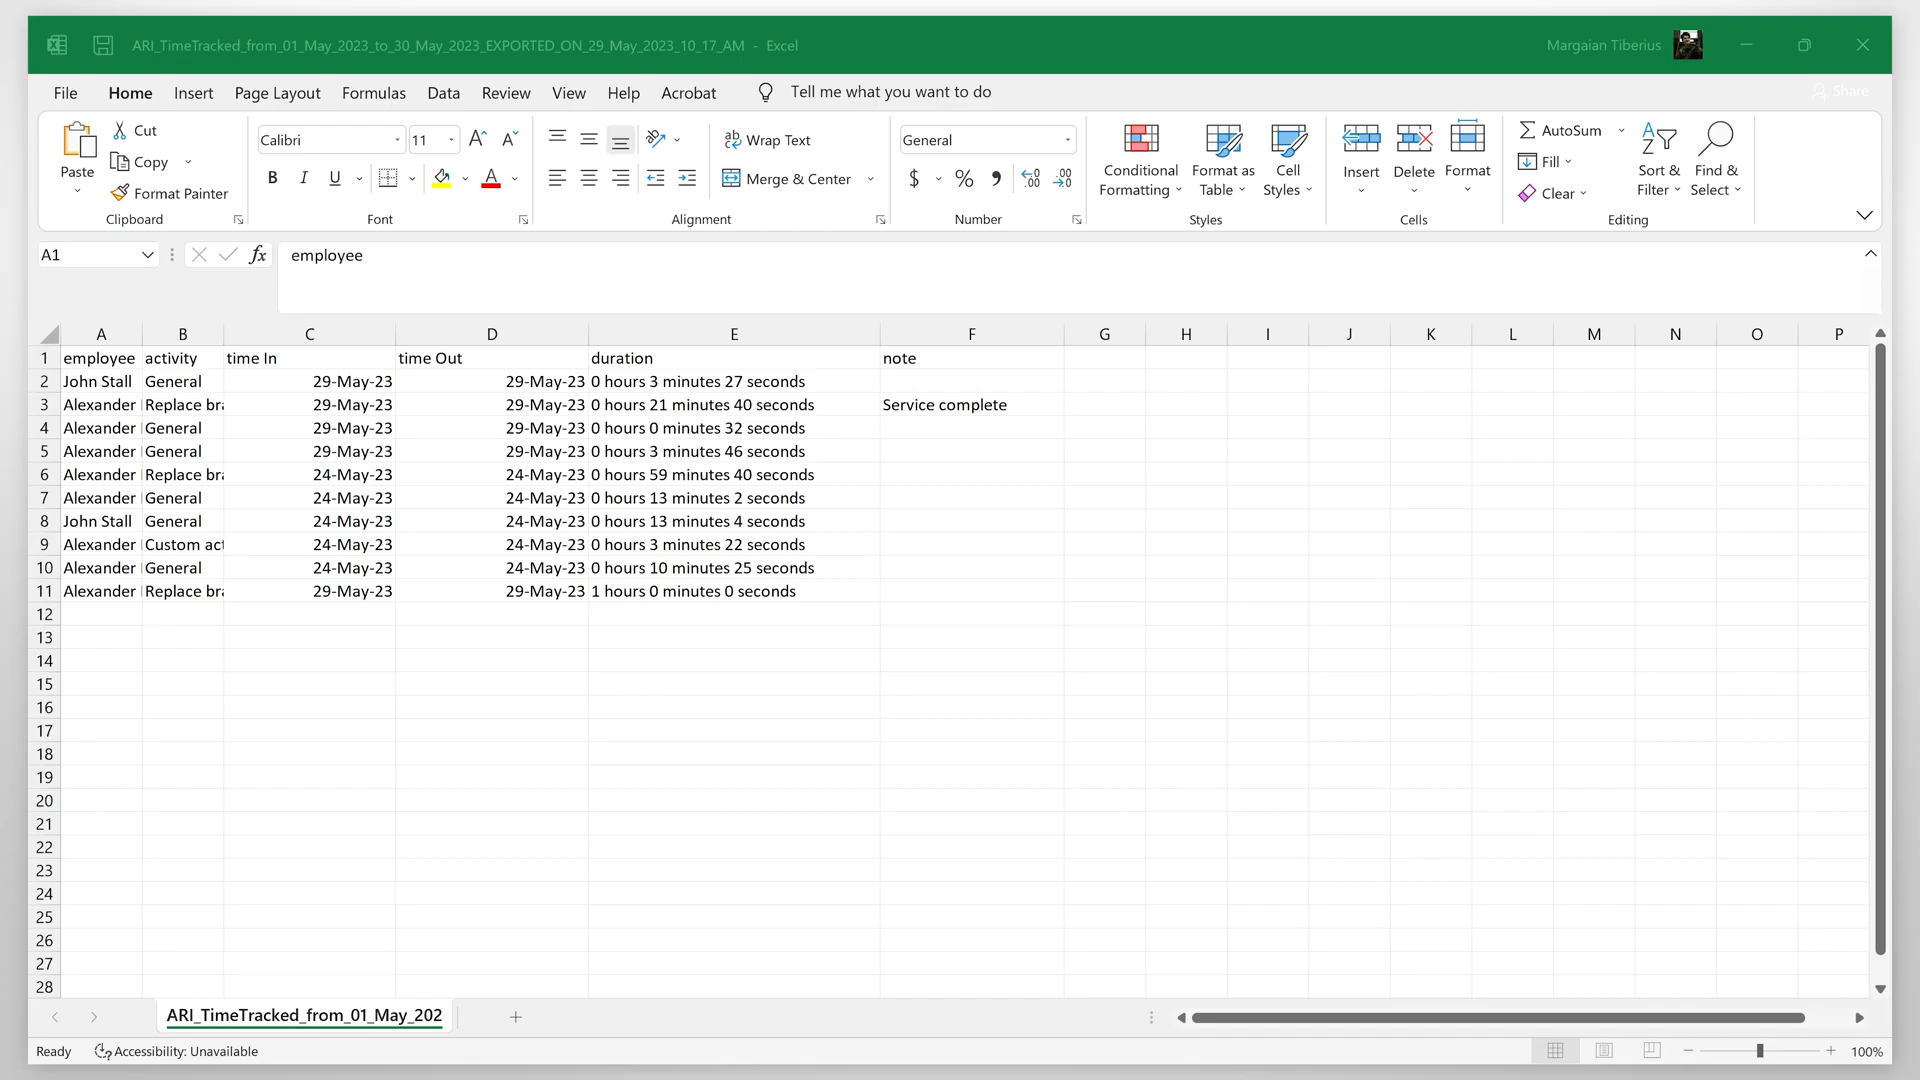 ARI_TimeTracked_from_01_May_2023_to_30_May_2023_EXPORTED_ON_29_May_2023_10_17_AM - Excel
Margaian Tiberius
File Home Insert Page Layout Formulas Data Review View Help Acrobat Tell me what you want to do
Share
Paste
Cut
Copy
Format Painter
Clipboard
Calibri 11
B I U
Font
Wrap Text
Merge & Center
Alignment
General
$ % ,
Number
Conditional Formatting
Format as Table
Cell Styles
Styles
Insert Delete Format
Cells
AutoSum
Fill
Clear
Sort & Filter
Find & Select
Editing
A1 fx employee
A B C D E F G H I J K L M N O P
1 employee activity time In time Out duration note
2 John Stall General 29-May-23 29-May-23 0 hours 3 minutes 27 seconds
3 Alexander Replace bra 29-May-23 29-May-23 0 hours 21 minutes 40 seconds Service complete
4 Alexander General 29-May-23 29-May-23 0 hours 0 minutes 32 seconds
5 Alexander General 29-May-23 29-May-23 0 hours 3 minutes 46 seconds
6 Alexander Replace bra 24-May-23 24-May-23 0 hours 59 minutes 40 seconds
7 Alexander General 24-May-23 24-May-23 0 hours 13 minutes 2 seconds
8 John Stall General 24-May-23 24-May-23 0 hours 13 minutes 4 seconds
9 Alexander Custom act 24-May-23 24-May-23 0 hours 3 minutes 22 seconds
10 Alexander General 24-May-23 24-May-23 0 hours 10 minutes 25 seconds
11 Alexander Replace bra 29-May-23 29-May-23 1 hours 0 minutes 0 seconds
12
13
14
15
16
17
18
19
20
21
22
23
24
25
26
27
28
ARI_TimeTracked_from_01_May_202
Ready Accessibility: Unavailable 100%